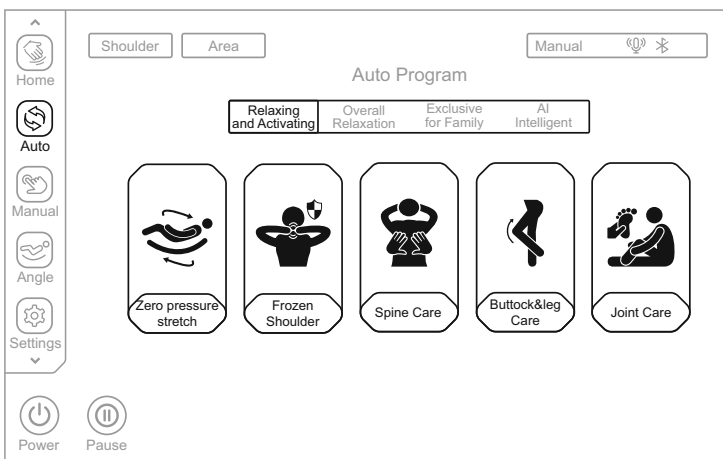 Shoulder
Area
Manual
Home
Auto Program
Relaxing
and Activating
Overall
Relaxation
Exclusive
for Family
AI
Intelligent
Auto
Manual
Angle
Settings
Zero pressure
stretch
Frozen
Shoulder
Spine Care
Buttock&leg
Care
Joint Care
Power
Pause